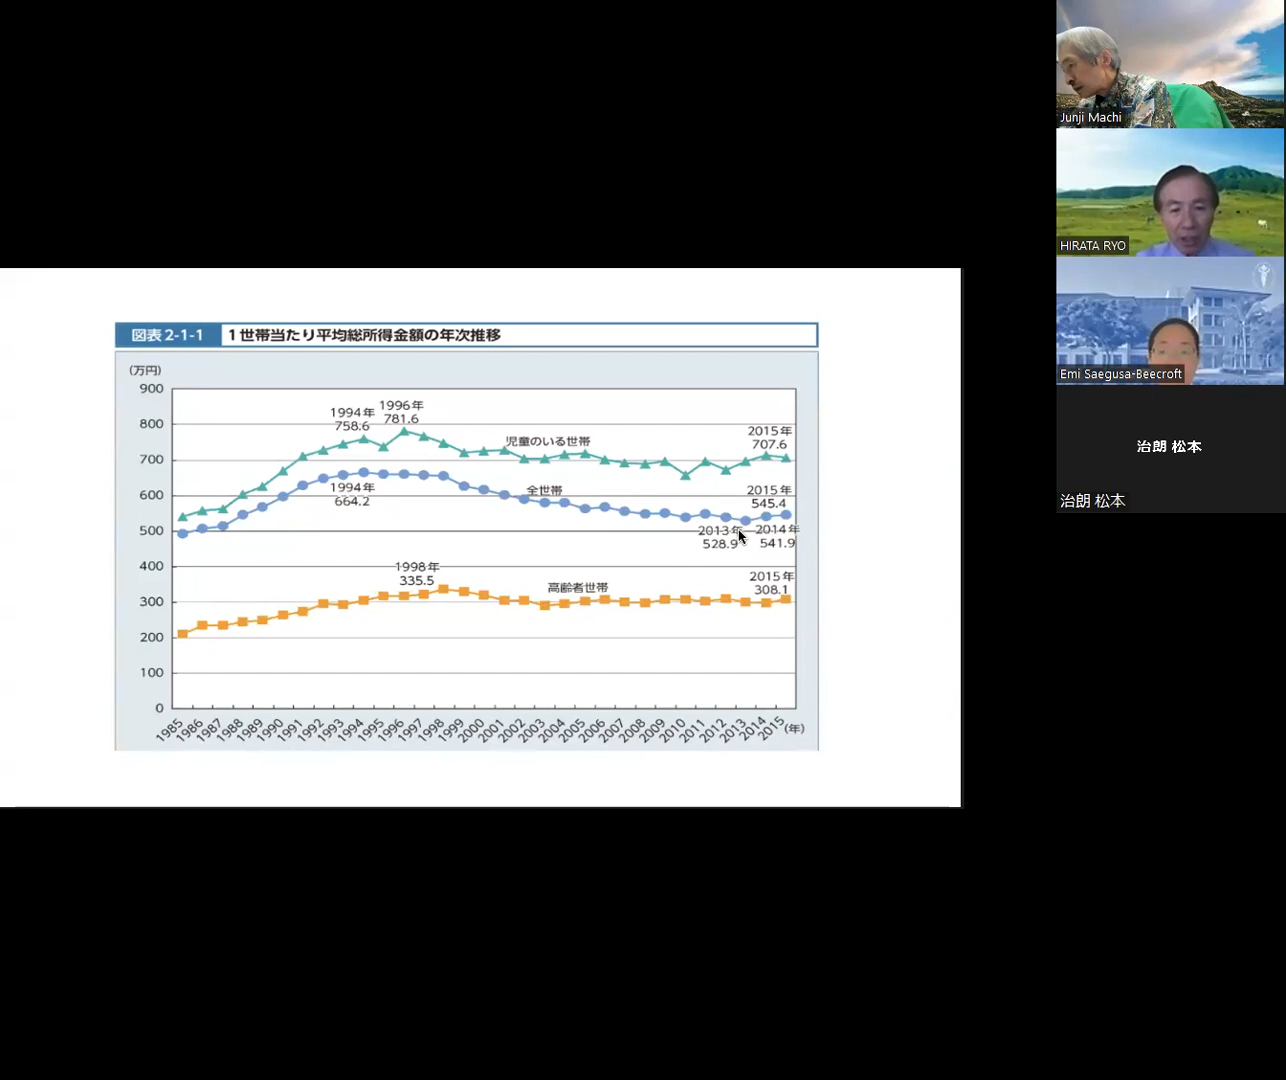 図表2-1-1 1世帯当たり平均総所得金額の年次推移
(万円)
900
800
700
600
500
400
300
200
100
0
1994年
758.6
1996年
781.6
児童のいる世帯
2015年
707.6
1994年
664.2
全世帯
2015年
545.4
2013年
528.9
2014年
541.9
1998年
335.5
高齢者世帯
2015年
308.1
1985 1986 1987 1988 1989 1990 1991 1992 1993 1994 1995 1996 1997 1998 1999 2000 2001 2002 2003 2004 2005 2006 2007 2008 2009 2010 2011 2012 2013 2014 2015 (年)
Junji Machi
HIRATA RYO
Emi Saegusa-Beecroft
治朗 松本
治朗 松本